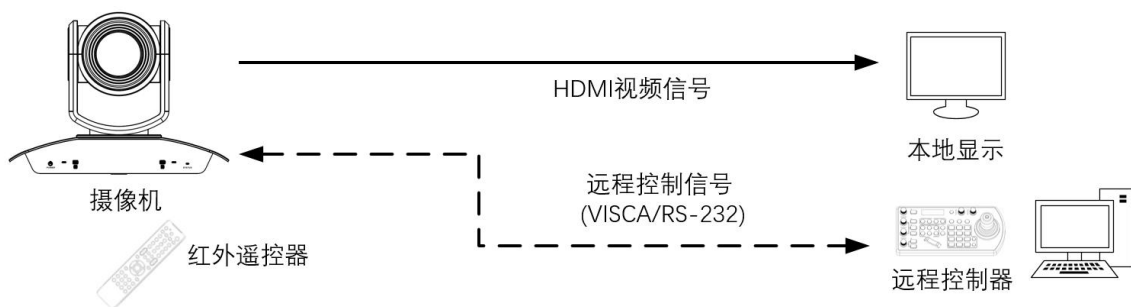 HDMI视频信号
本地显示
摄像机
远程控制信号
(VISCA/RS-232)
红外遥控器
远程控制器